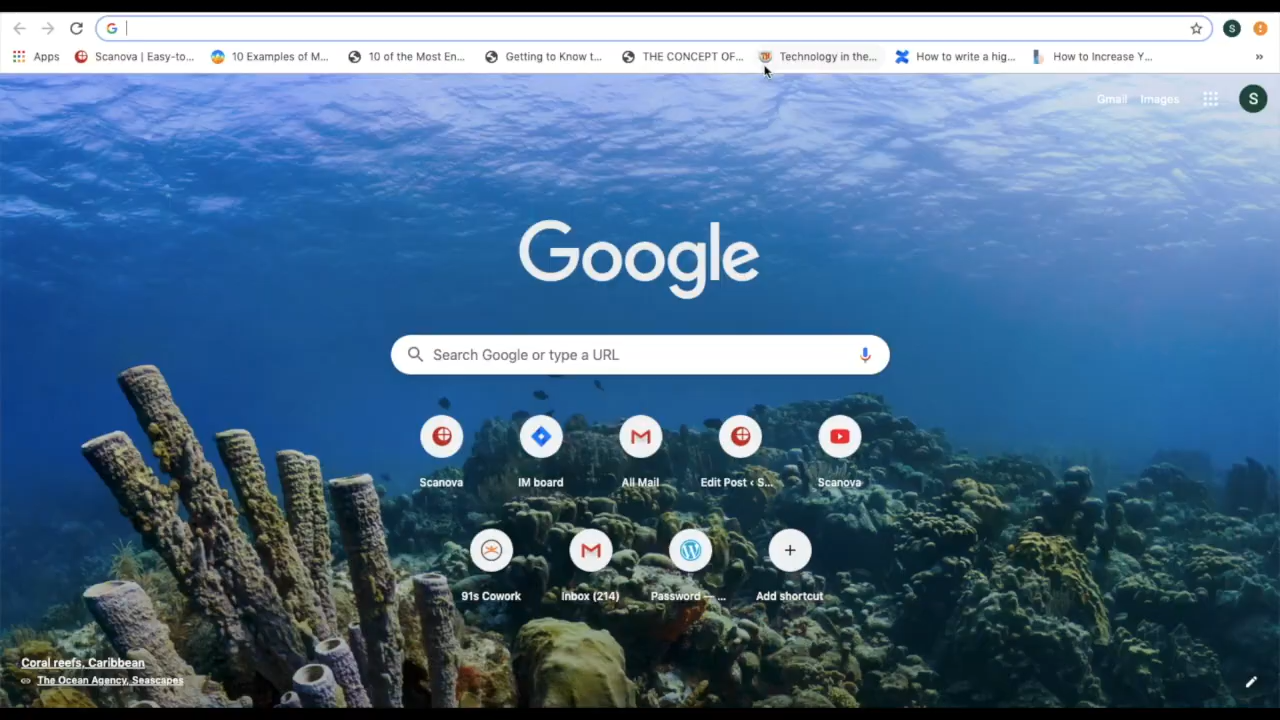 Apps Scanova | Easy-to... 10 Examples of M... 10 of the Most En... Getting to Know t... THE CONCEPT OF... Technology in the... How to write a hig... How to Increase Y... »
Gmail Images S
Google
Search Google or type a URL
Scanova IM board All Mail Edit Post ‹ S... Scanova
91s Cowork Inbox (214) Password — ... Add shortcut
Coral reefs, Caribbean
The Ocean Agency, Seascapes